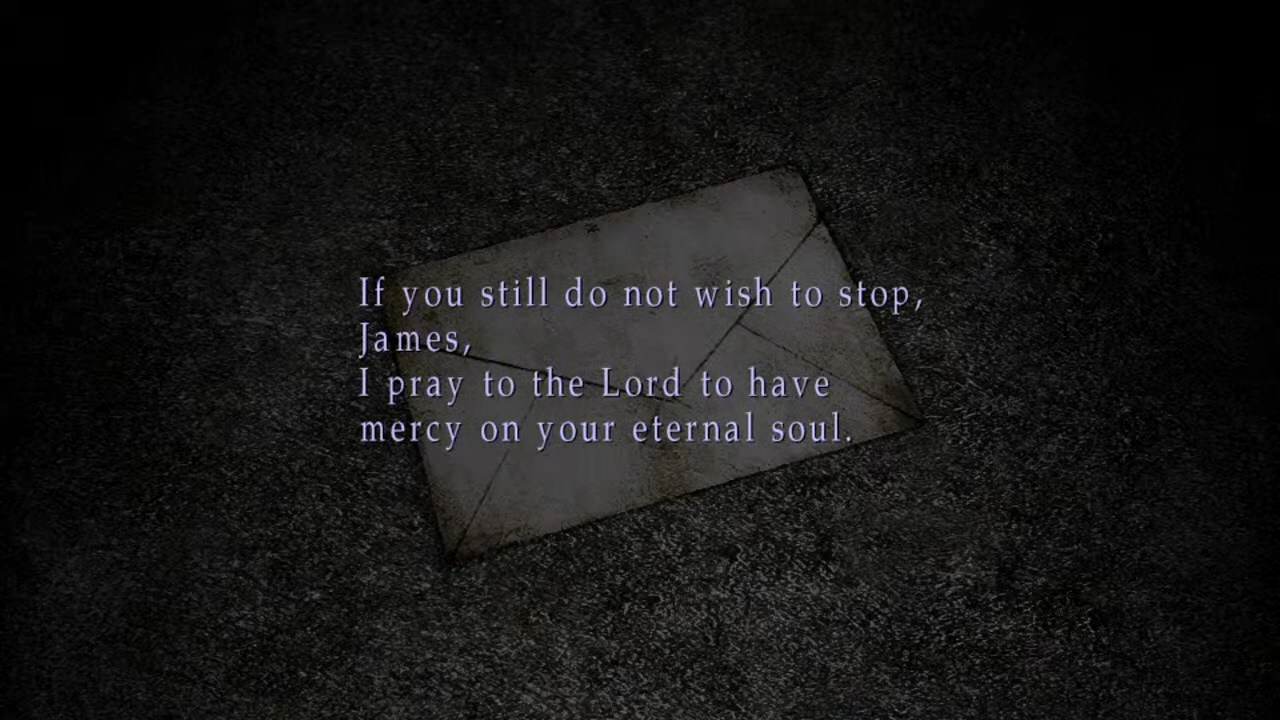 If you still do not wish to stop,
James,
I pray to the Lord to have
mercy on your eternal soul.